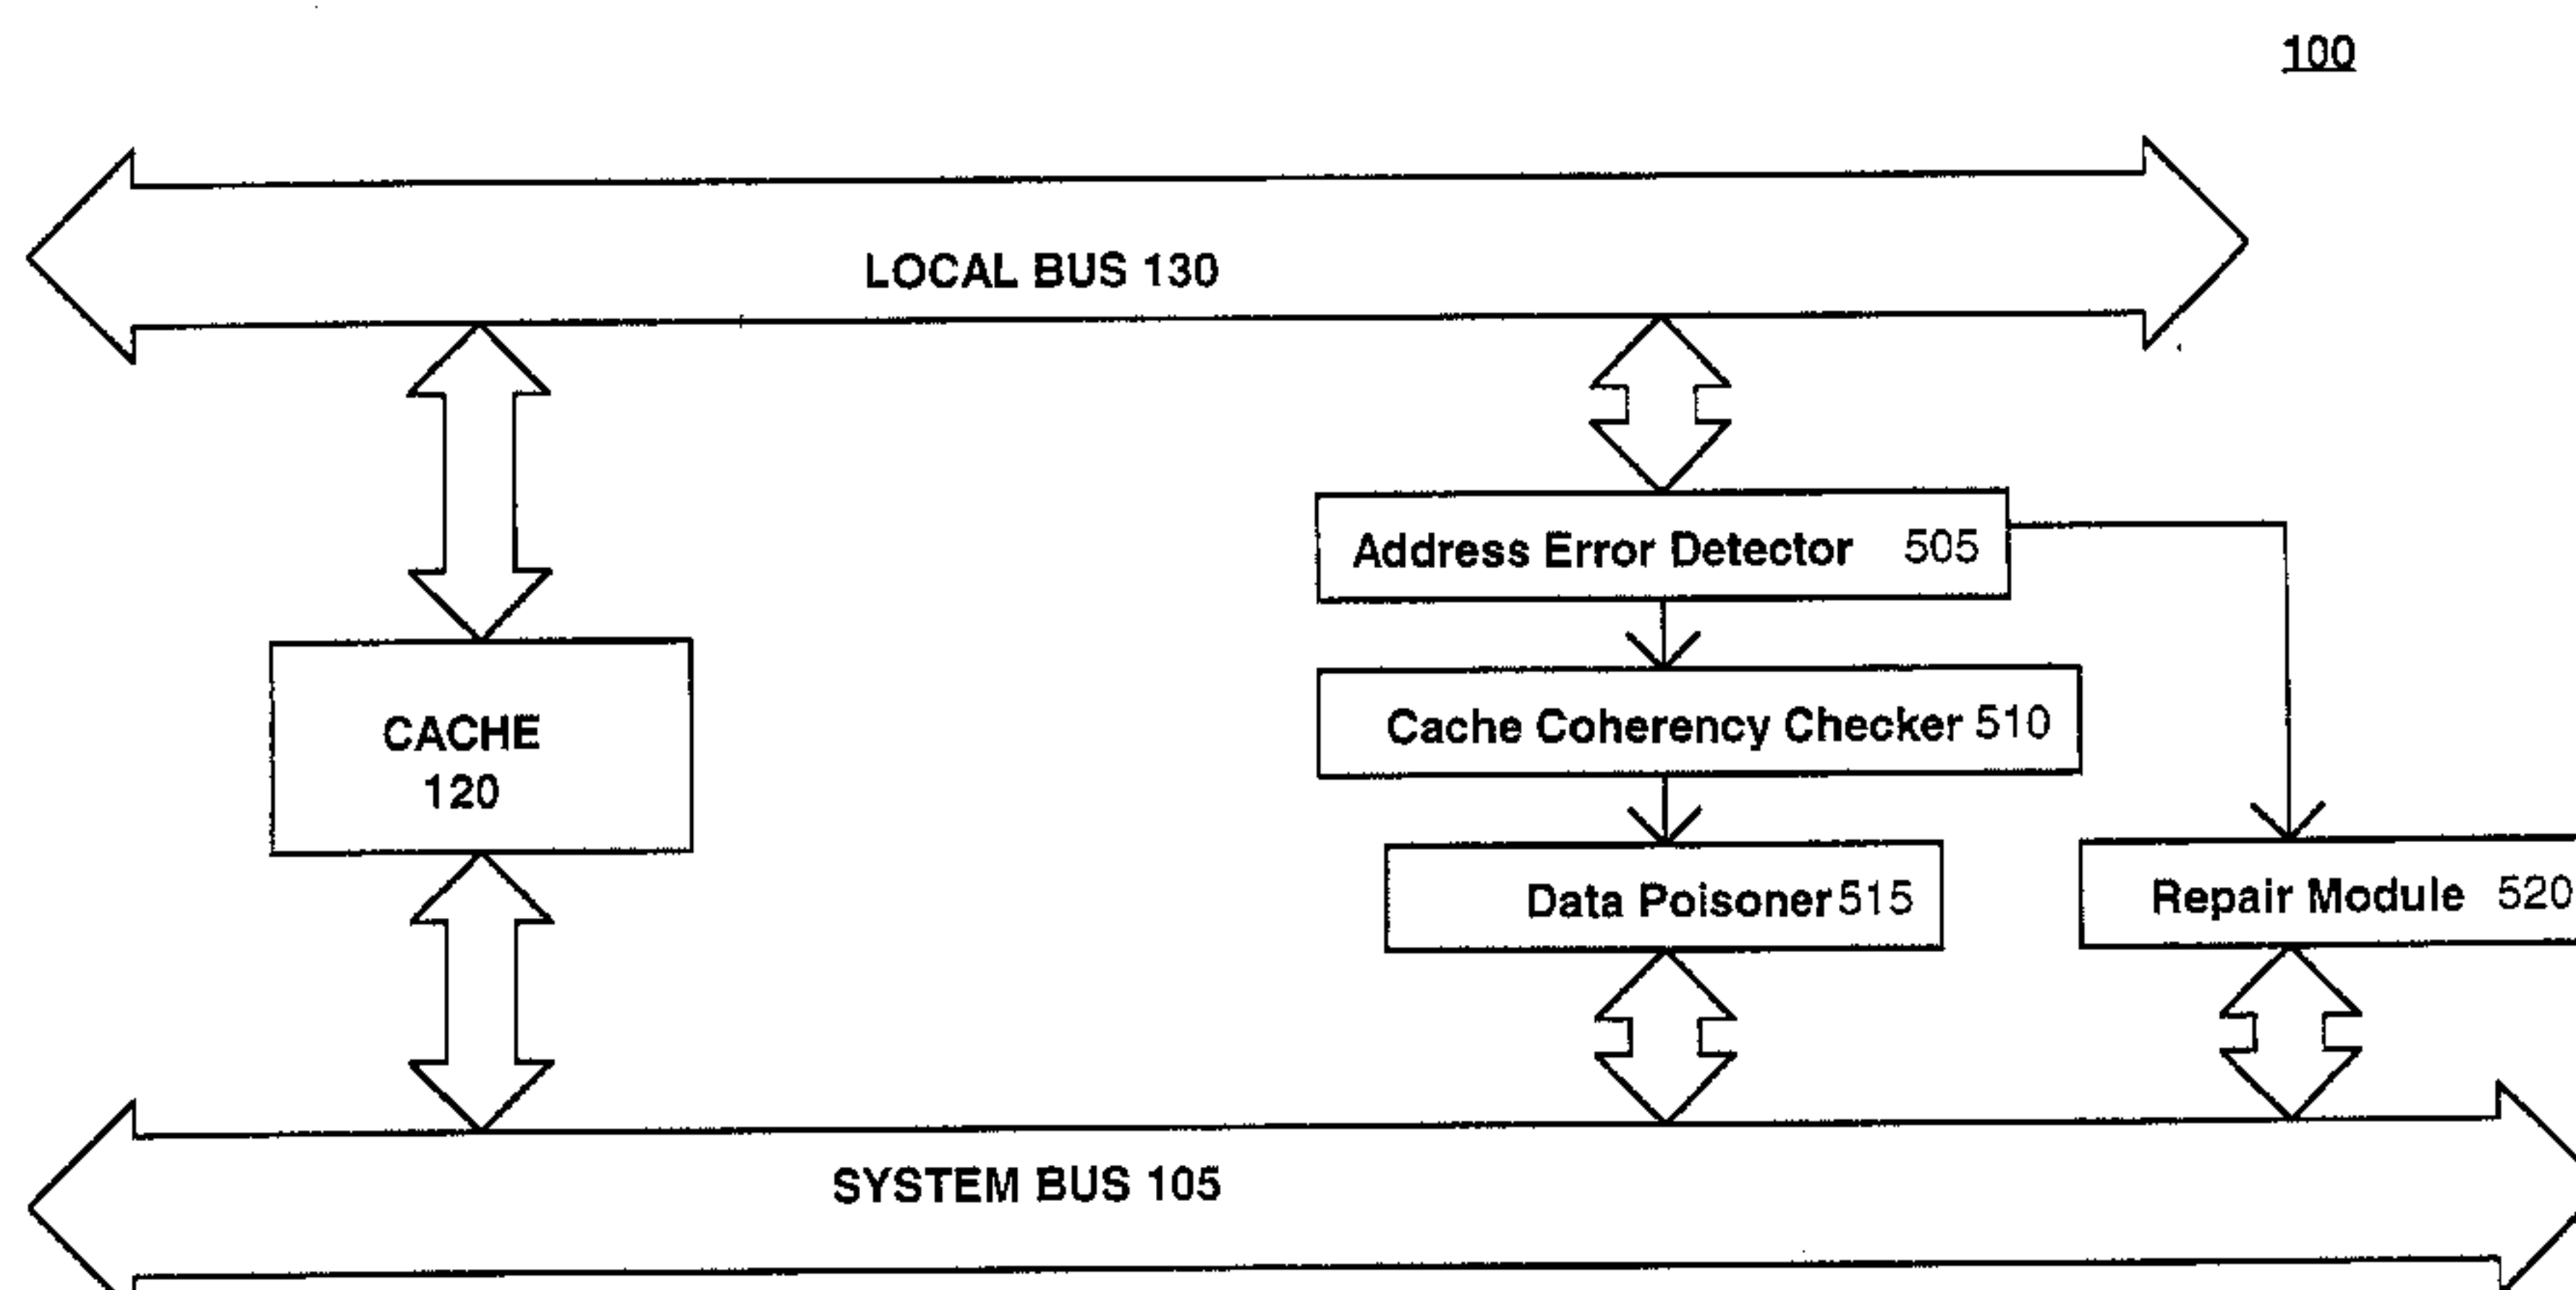 100
LOCAL BUS 130
Address Error Detector 505
CACHE
120
Cache Coherency Checker 510
Data Poisoner 515
Repair Module 520
SYSTEM BUS 105